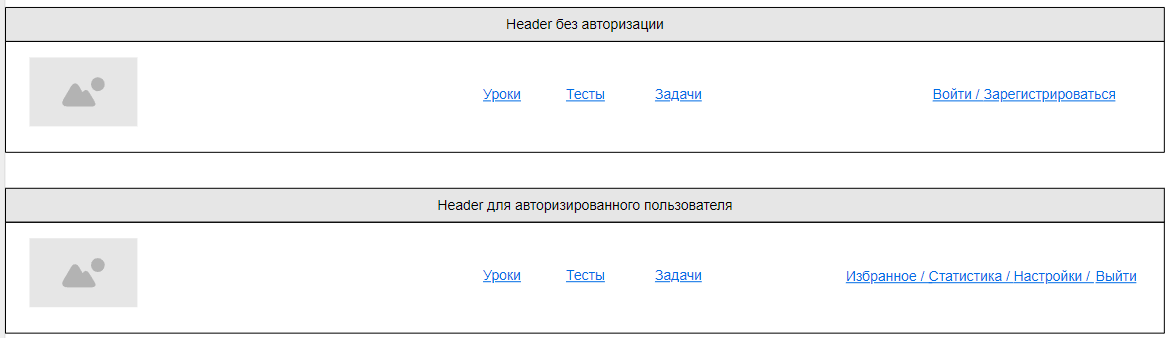 Header без авторизации
Уроки Тесты Задачи Войти / Зарегистрироваться
Header для авторизированного пользователя
Уроки Тесты Задачи Избранное / Статистика / Настройки / Выйти